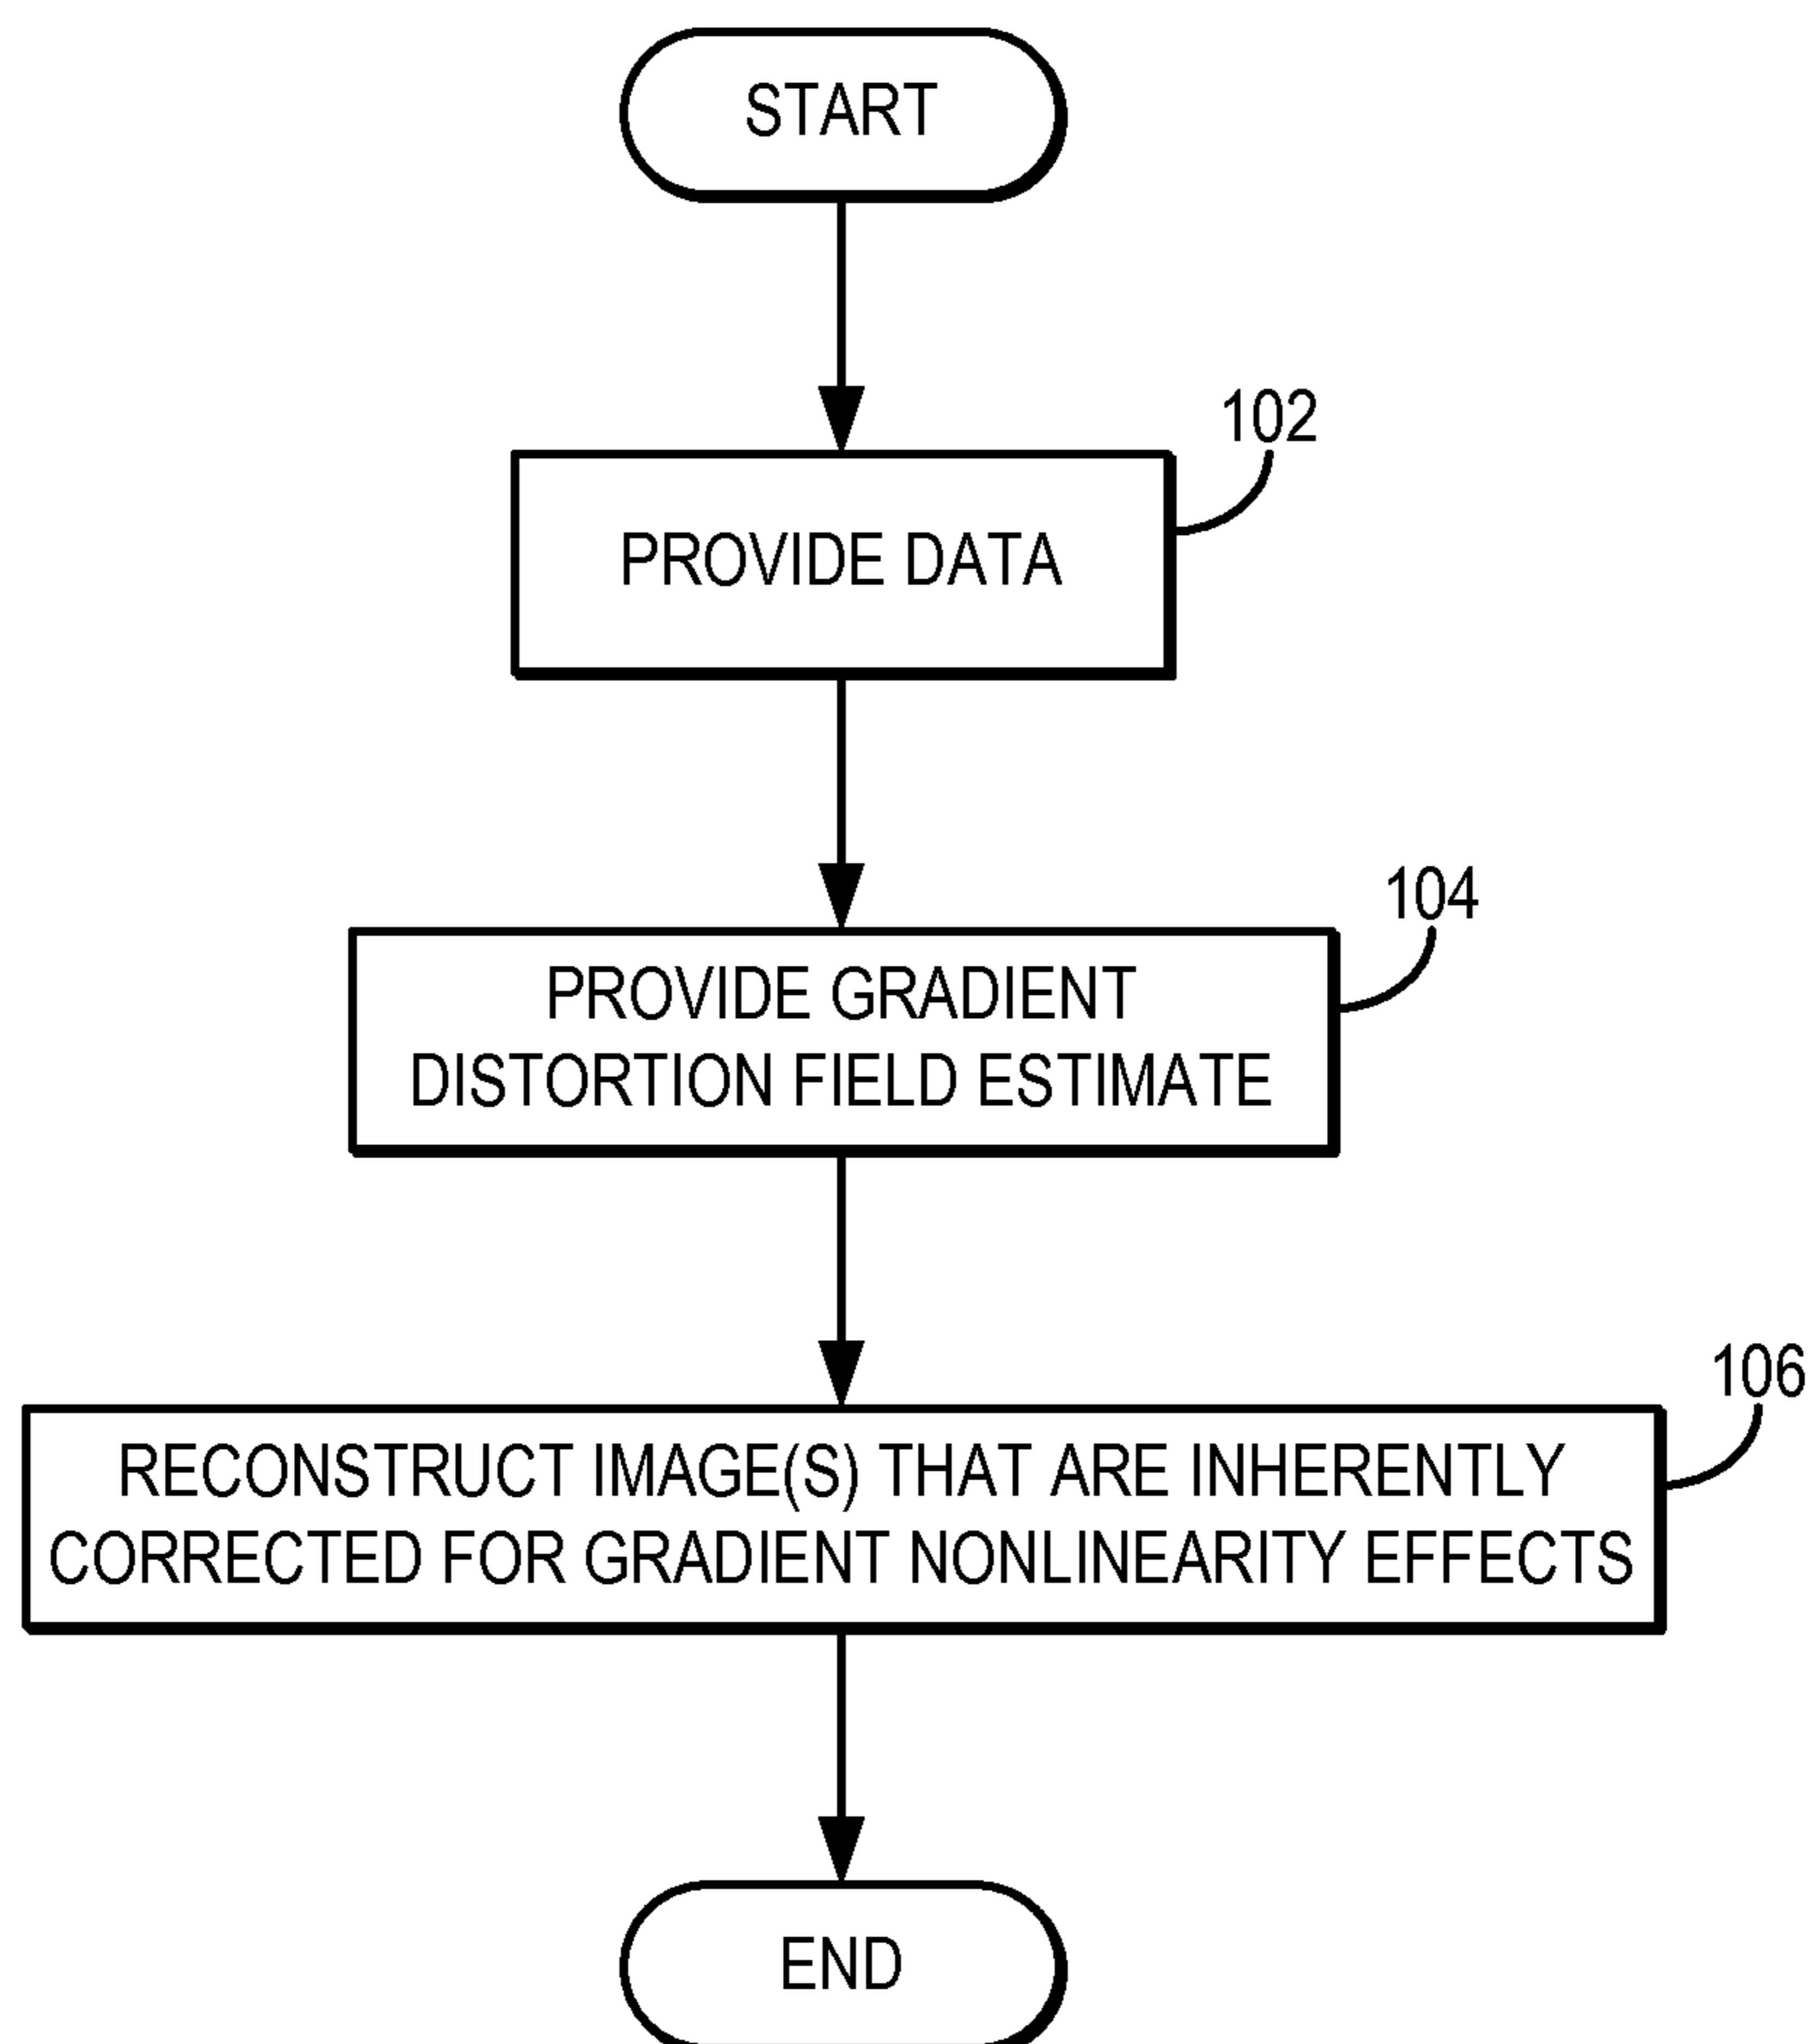 START
102
PROVIDE DATA
104
PROVIDE GRADIENT
DISTORTION FIELD ESTIMATE
106
RECONSTRUCT IMAGE(S) THAT ARE INHERENTLY
CORRECTED FOR GRADIENT NONLINEARITY EFFECTS
END